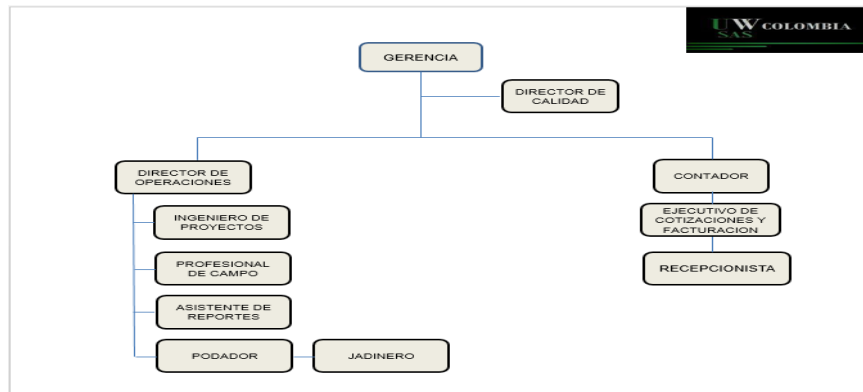 UW COLOMBIA
SAS
GERENCIA
DIRECTOR DE
CALIDAD
DIRECTOR DE
OPERACIONES
CONTADOR
INGENIERO DE
PROYECTOS
EJECUTIVO DE
COTIZACIONES Y
FACTURACION
PROFESIONAL
DE CAMPO
RECEPCIONISTA
ASISTENTE DE
REPORTES
PODADOR
JADINERO